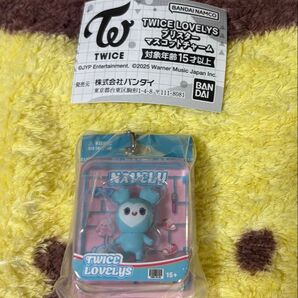 BANDAI NAMCO
TWICE LOVELYS
ブリスター
マスコットチャーム
対象年齢15才以上
TWICE
©JYP Entertainment. ©2025 Warner Music Japan Inc.
発売元 株式会社バンダイ
東京都台東区駒形1-4-8 〒111-8081
BAN
DAI
NAVELY
TWICE
LOVELYS
15+